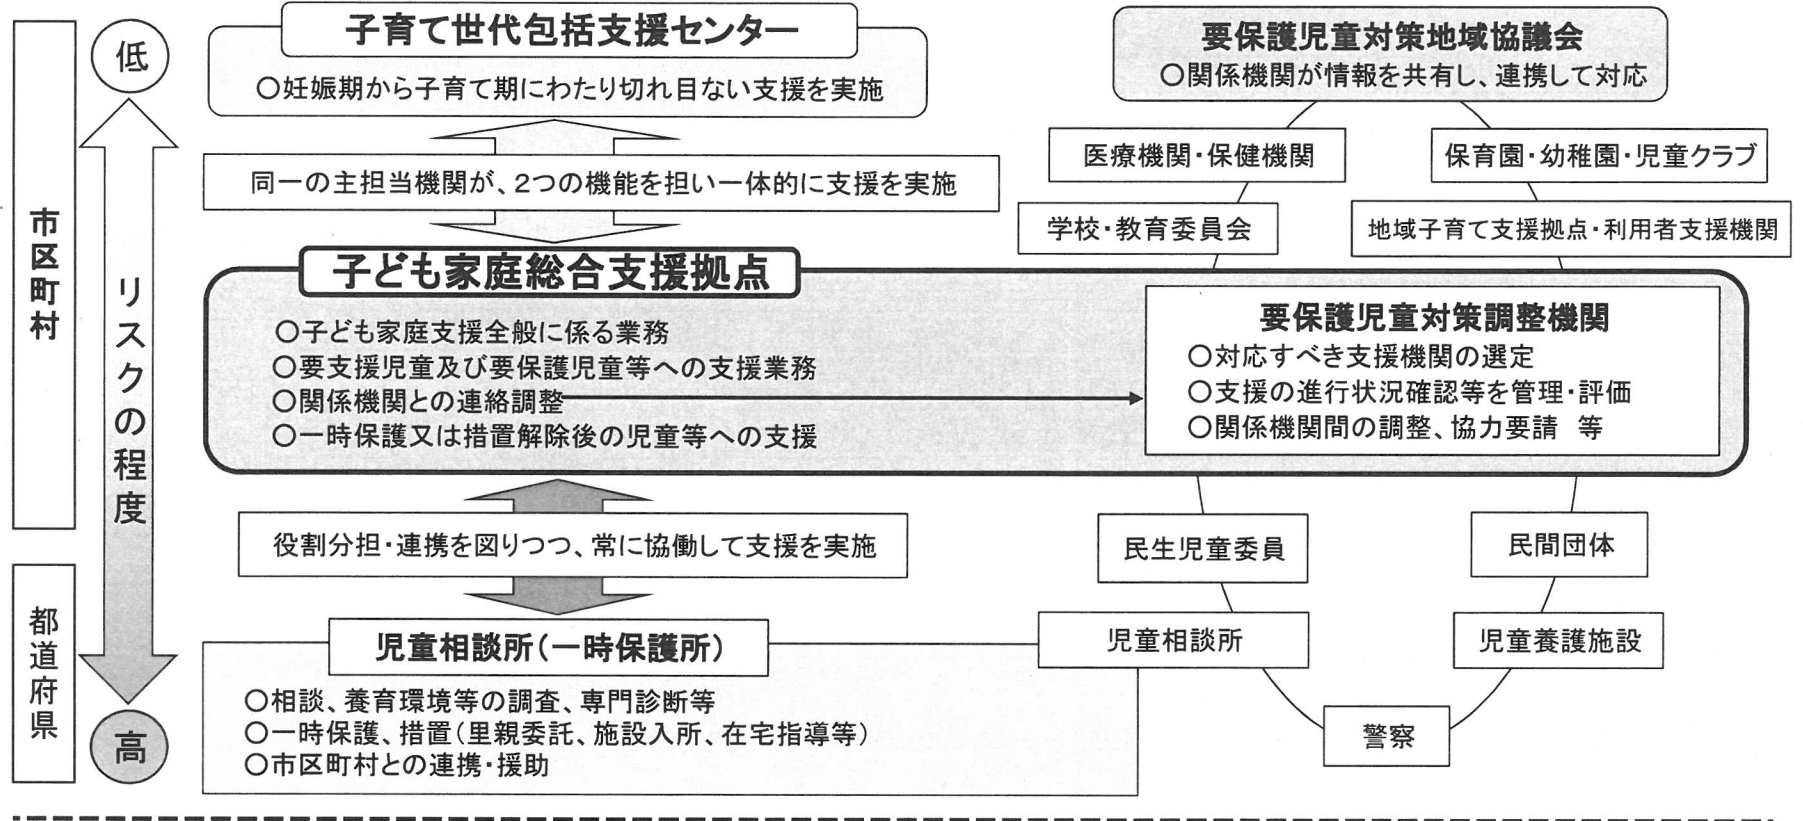 市区町村
都道府県
低
リスクの程度
高
子育て世代包括支援センター
○妊娠期から子育て期にわたり切れ目ない支援を実施
同一の主担当機関が、2つの機能を担い一体的に支援を実施
子ども家庭総合支援拠点
○子ども家庭支援全般に係る業務
○要支援児童及び要保護児童等への支援業務
○関係機関との連絡調整
○一時保護又は措置解除後の児童等への支援
役割分担・連携を図りつつ、常に協働して支援を実施
児童相談所(一時保護所)
○相談、養育環境等の調査、専門診断等
○一時保護、措置(里親委託、施設入所、在宅指導等)
○市区町村との連携・援助
要保護児童対策地域協議会
○関係機関が情報を共有し、連携して対応
医療機関・保健機関
保育園・幼稚園・児童クラブ
学校・教育委員会
地域子育て支援拠点・利用者支援機関
要保護児童対策調整機関
○対応すべき支援機関の選定
○支援の進行状況確認等を管理・評価
○関係機関間の調整、協力要請 等
民生児童委員
民間団体
児童相談所
児童養護施設
警察